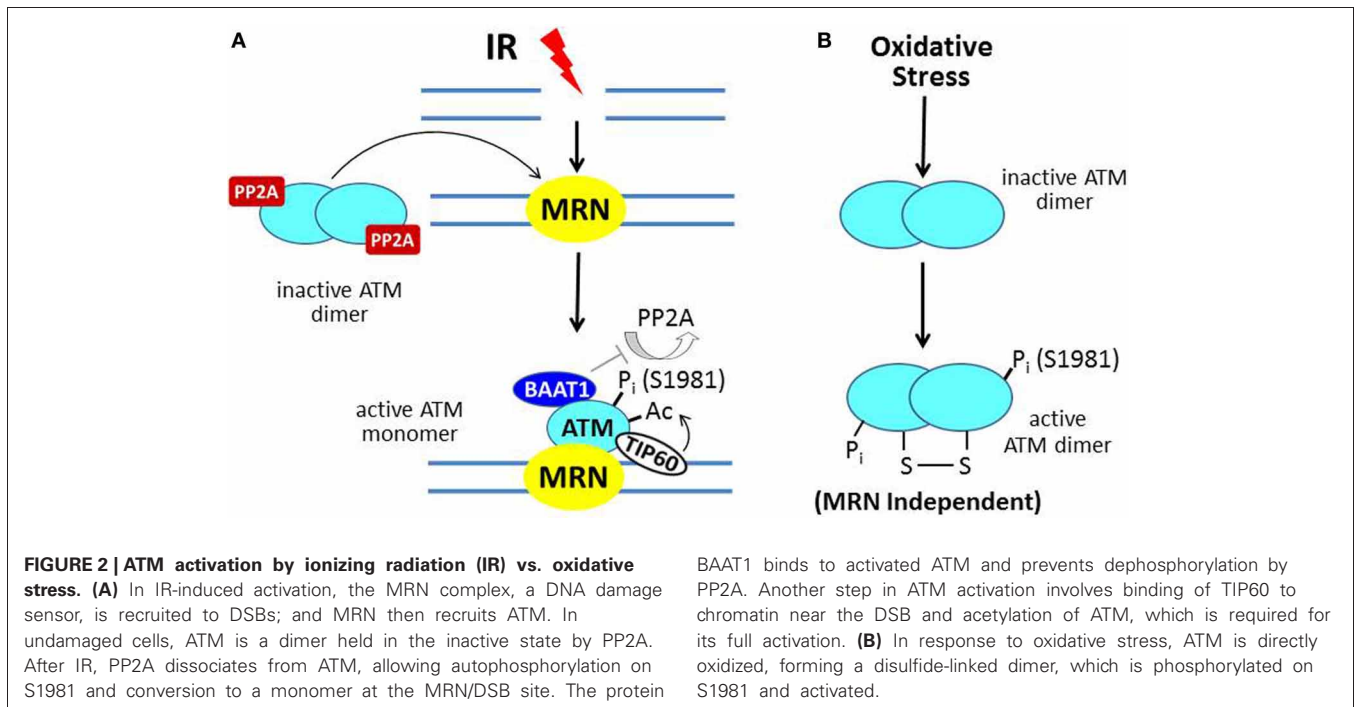 A
IR
PP2A
PP2A
MRN
inactive ATM
dimer
PP2A
BAAT1
Pi (S1981)
Ac
active ATM
monomer
ATM
TIP60
MRN
B
Oxidative
Stress
inactive ATM
dimer
Pi (S1981)
active
ATM dimer
Pi
S — S
(MRN Independent)
FIGURE 2 | ATM activation by ionizing radiation (IR) vs. oxidative
stress. (A) In IR-induced activation, the MRN complex, a DNA damage
sensor, is recruited to DSBs; and MRN then recruits ATM. In
undamaged cells, ATM is a dimer held in the inactive state by PP2A.
After IR, PP2A dissociates from ATM, allowing autophosphorylation on
S1981 and conversion to a monomer at the MRN/DSB site. The protein
BAAT1 binds to activated ATM and prevents dephosphorylation by
PP2A. Another step in ATM activation involves binding of TIP60 to
chromatin near the DSB and acetylation of ATM, which is required for
its full activation. (B) In response to oxidative stress, ATM is directly
oxidized, forming a disulfide-linked dimer, which is phosphorylated on
S1981 and activated.